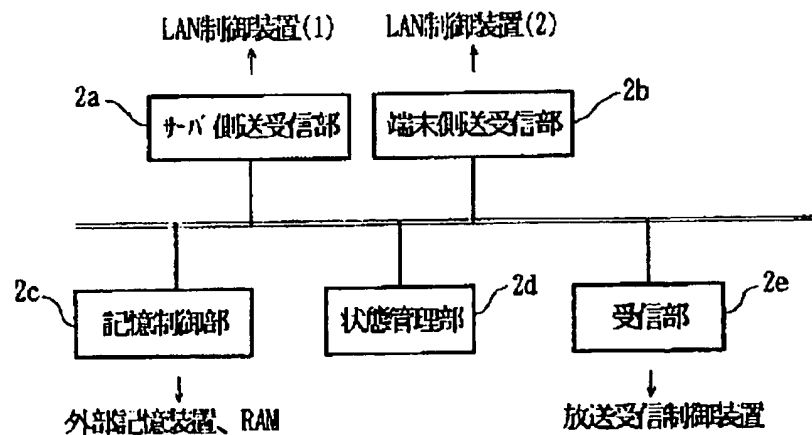 LAN制御装置(1) LAN制御装置(2)
2a サーバ側送受信部 端末側送受信部 2b
2c 記憶制御部 状態管理部 2d 受信部 2e
外部記憶装置、RAM 放送受信制御装置